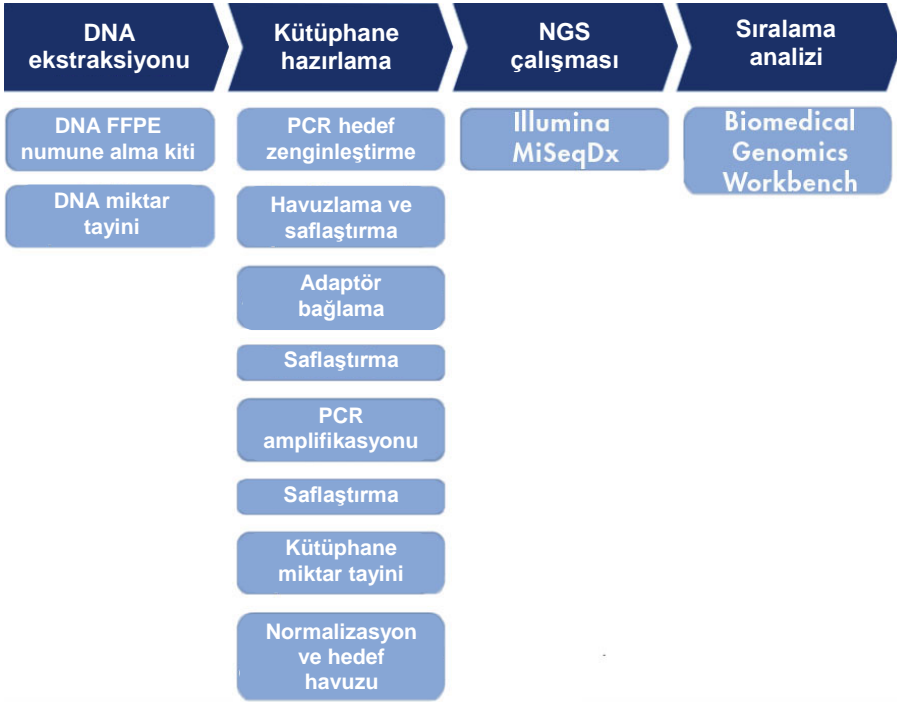 DNA
ekstraksiyonu
Kütüphane
hazırlama
NGS
çalışması
Sıralama
analizi
DNA FFPE
numune alma kiti
DNA miktar
tayini
PCR hedef
zenginleştirme
Havuzlama ve
saflaştırma
Adaptör
bağlama
Saflaştırma
PCR
amplifikasyonu
Saflaştırma
Kütüphane
miktar tayini
Normalizasyon
ve hedef
havuzu
Illumina
MiSeqDx
Biomedical
Genomics
Workbench